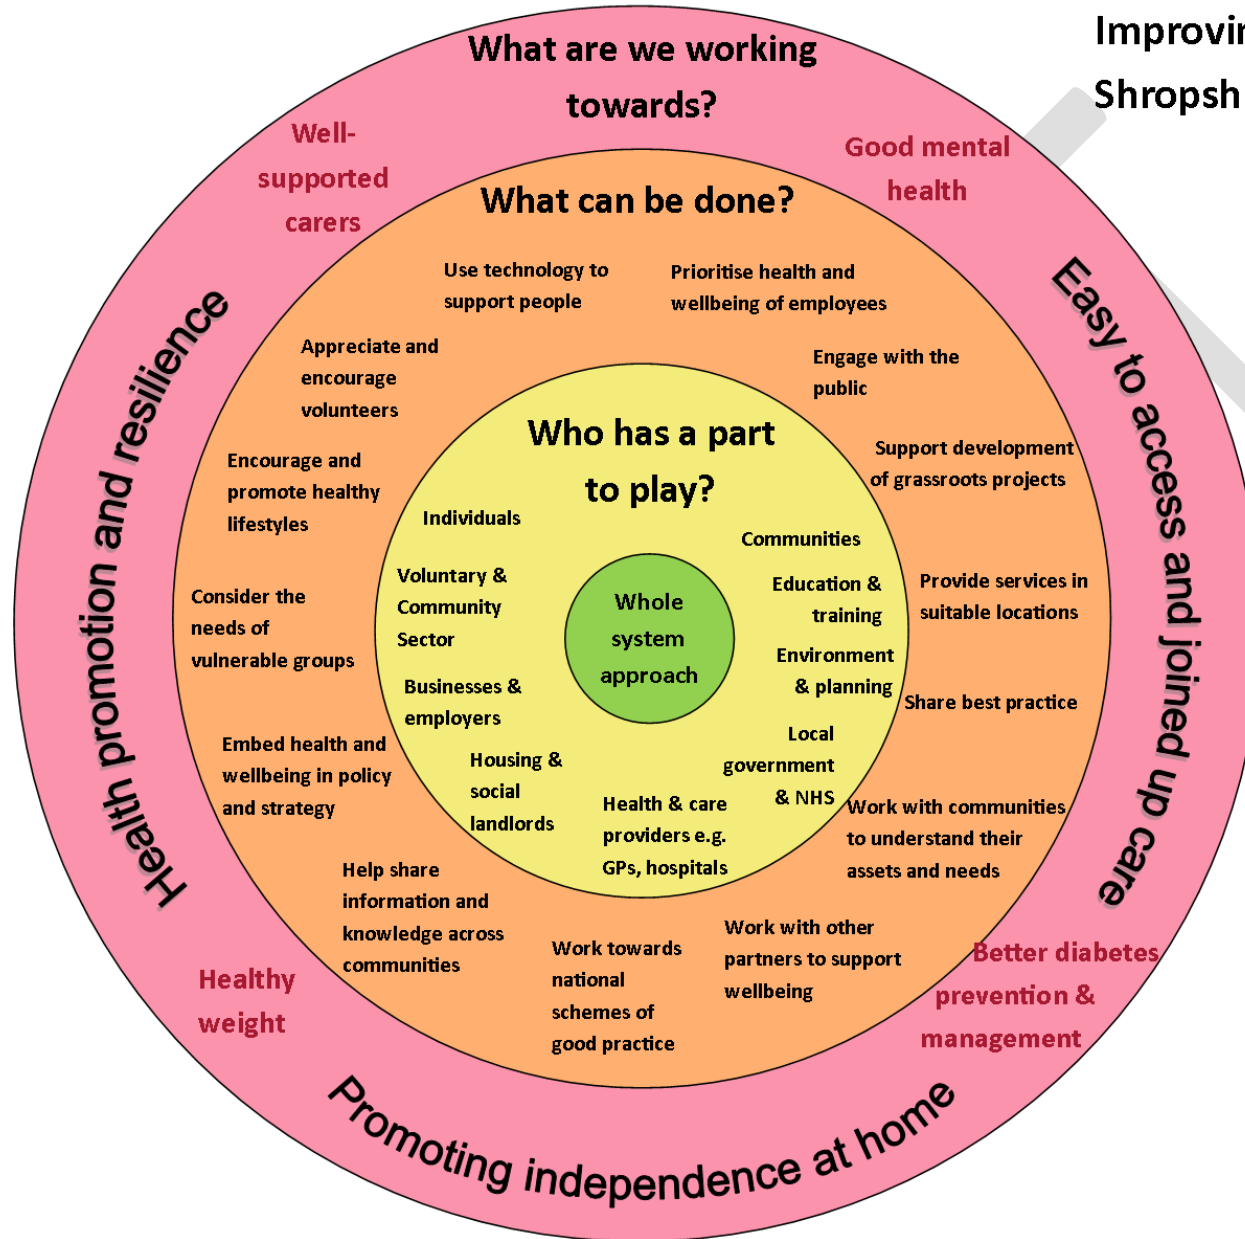 Improvin
Shropsh
What are we working
towards?
Well-
supported
carers
Good mental
health
Health promotion and resilience
Easy to access and joined up care
Healthy
weight
Better diabetes
prevention &
management
Promoting independence at home
What can be done?
Use technology to
support people
Prioritise health and
wellbeing of employees
Appreciate and
encourage
volunteers
Engage with the
public
Encourage and
promote healthy
lifestyles
Support development
of grassroots projects
Consider the
needs of
vulnerable groups
Provide services in
suitable locations
Share best practice
Embed health and
wellbeing in policy
and strategy
Work with communities
to understand their
assets and needs
Help share
information and
knowledge across
communities
Work towards
national
schemes of
good practice
Work with other
partners to support
wellbeing
Who has a part
to play?
Individuals
Communities
Voluntary &
Community
Sector
Education &
training
Environment
& planning
Businesses &
employers
Local
government
& NHS
Housing &
social
landlords
Health & care
providers e.g.
GPs, hospitals
Whole
system
approach